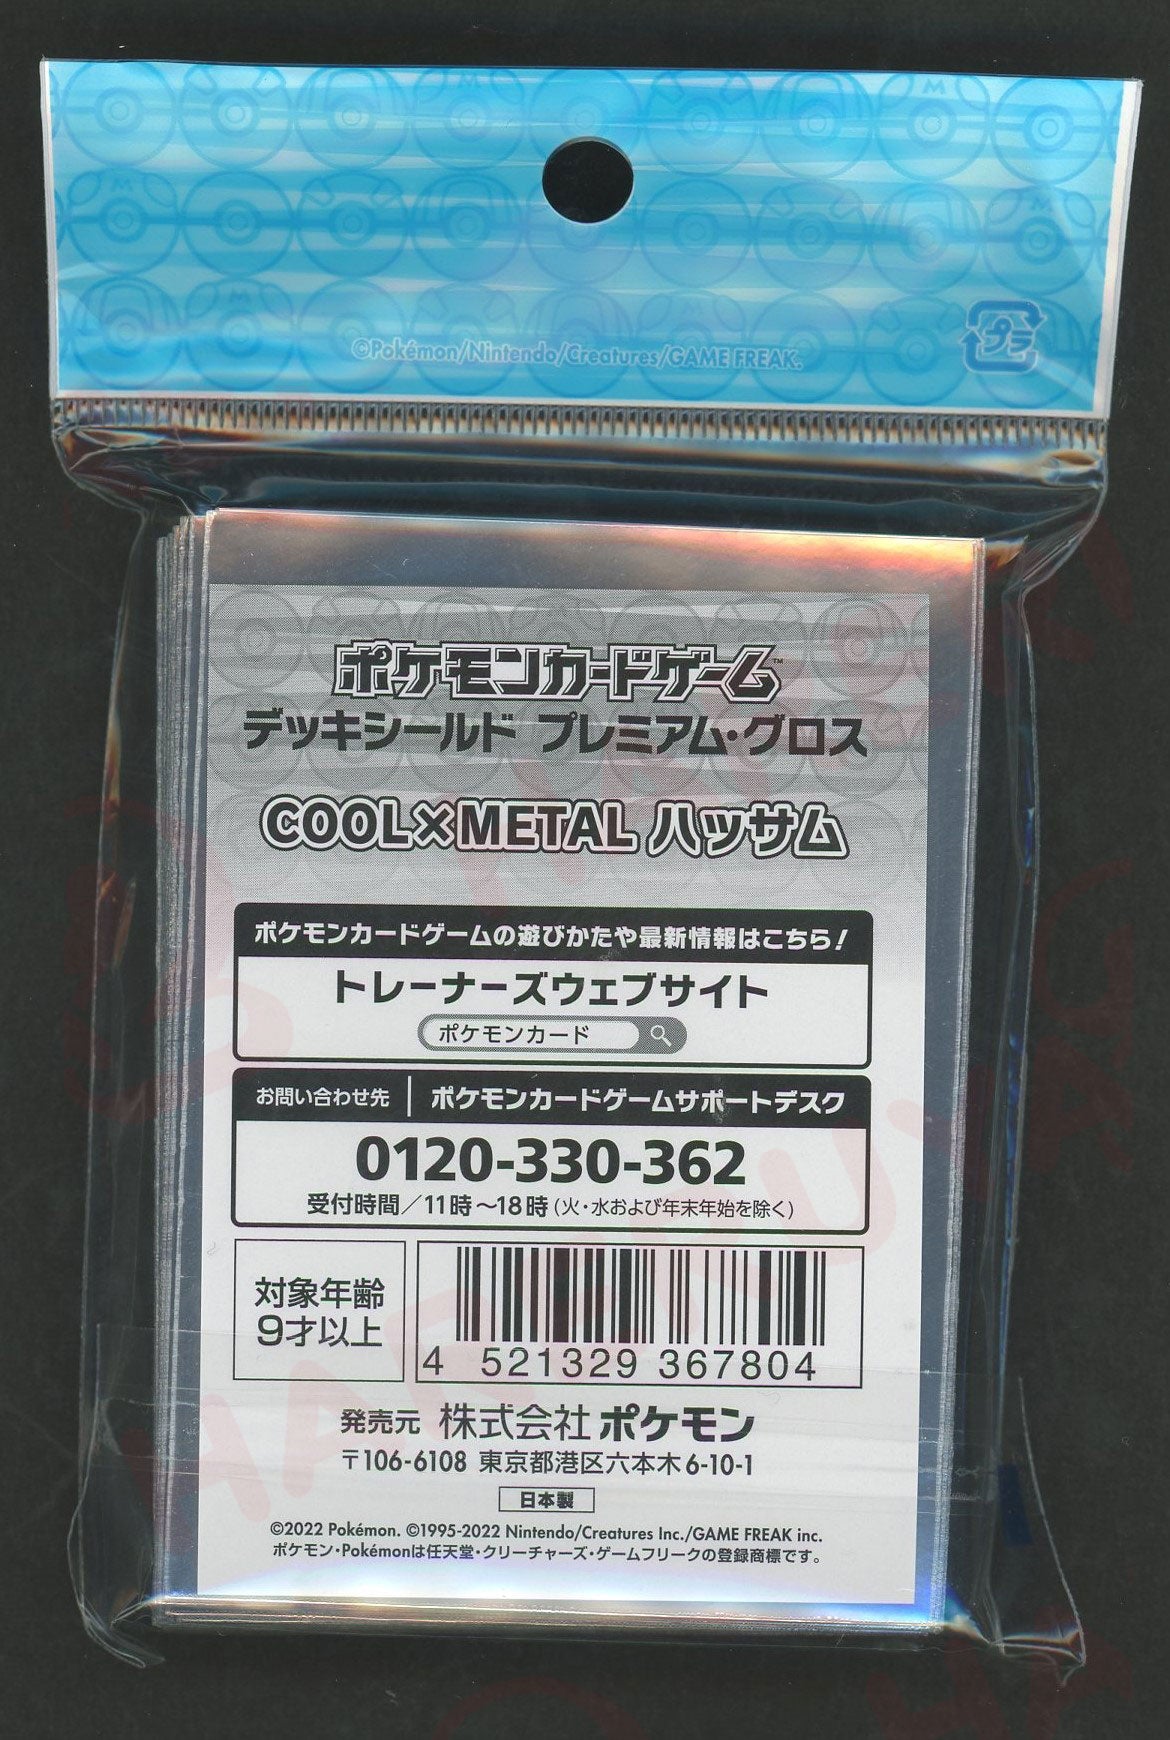 ©Pokémon/Nintendo/Creatures/GAME FREAK.
プラ
ポケモンカードゲーム™
デッキシールド プレミアム・グロス
COOL×METAL ハッサム
ポケモンカードゲームの遊びかたや最新情報はこちら!
トレーナーズウェブサイト
ポケモンカード
お問い合わせ先 | ポケモンカードゲームサポートデスク
0120-330-362
受付時間/11時〜18時(火・水および年末年始を除く)
対象年齢
9才以上
4 521329 367804
発売元 株式会社ポケモン
〒106-6108 東京都港区六本木6-10-1
日本製
©2022 Pokémon. ©1995-2022 Nintendo/Creatures Inc./GAME FREAK inc.
ポケモン・Pokémonは任天堂・クリーチャーズ・ゲームフリークの登録商標です。